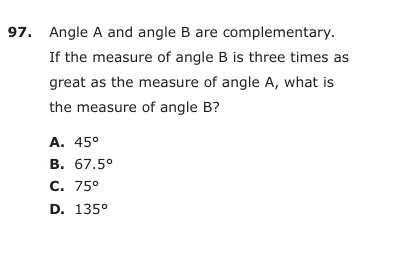 97. Angle A and angle B are complementary.
If the measure of angle B is three times as
great as the measure of angle A, what is
the measure of angle B?
A. 45°
B. 67.5°
C. 75°
D. 135°